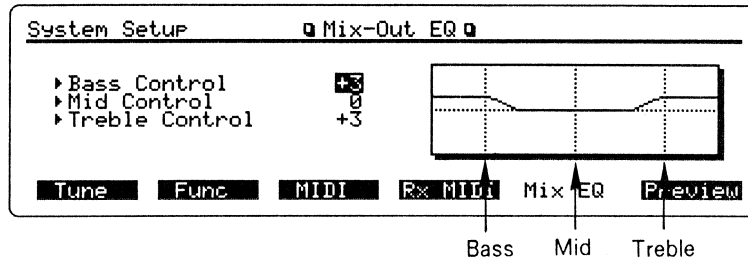 System Setup Mix-Out EQ
Bass Control +3
Mid Control 0
Treble Control +3
Tune Func MIDI Rx MIDI Mix EQ Preview
Bass Mid Treble